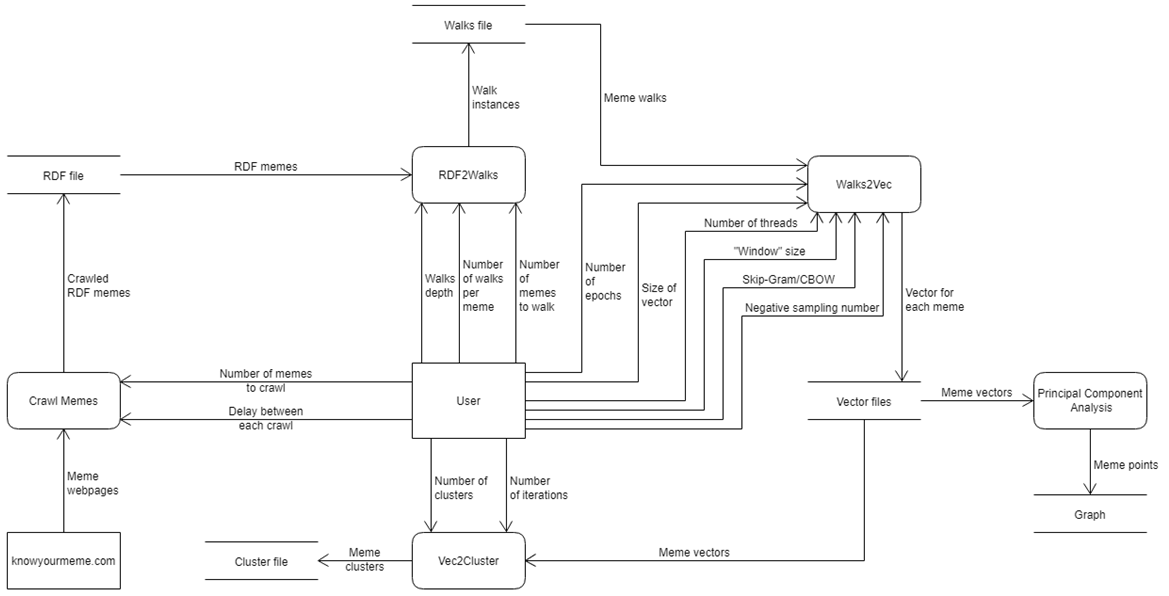 Walks file
Walk
instances
Meme walks
RDF file
RDF memes
RDF2Walks
Walks2Vec
Number of threads
"Window" size
Skip-Gram/CBOW
Negative sampling number
Crawled
RDF memes
Walks
depth
Number
of walks
per
meme
Number
of
memes
to walk
Number
of
epochs
Size of
vector
Vector for
each meme
Crawl Memes
Number of memes
to crawl
Delay between
each crawl
User
Vector files
Meme vectors
Principal Component
Analysis
Meme points
Graph
Meme
webpages
Number of
clusters
Number
of iterations
knowyourmeme.com
Cluster file
Meme
clusters
Vec2Cluster
Meme vectors